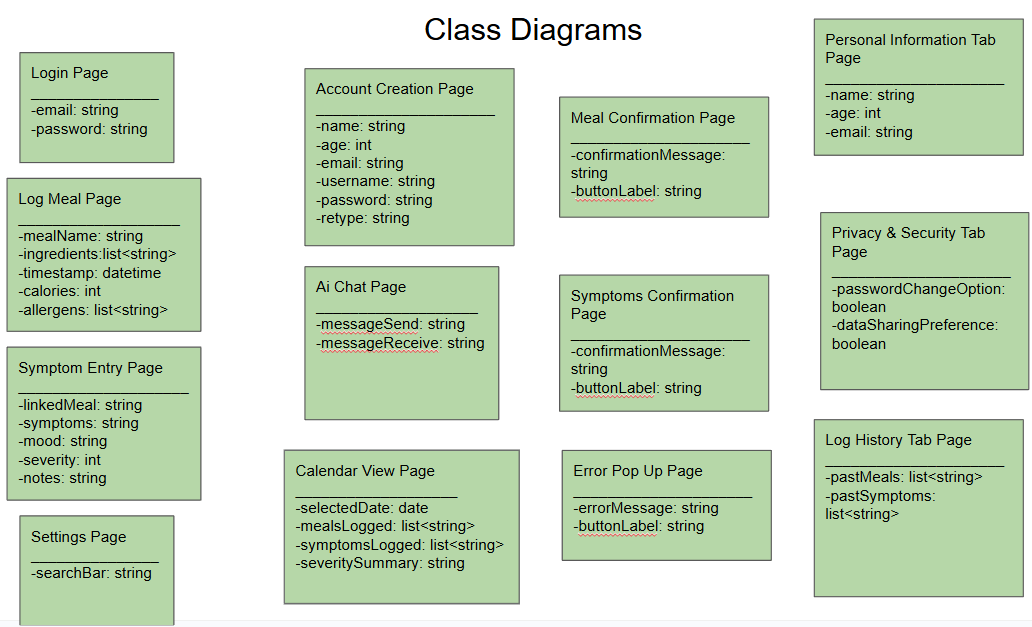 Class Diagrams
Login Page
-email: string
-password: string
Log Meal Page
-mealName: string
-ingredients:list<string>
-timestamp: datetime
-calories: int
-allergens: list<string>
Symptom Entry Page
-linkedMeal: string
-symptoms: string
-mood: string
-severity: int
-notes: string
Settings Page
-searchBar: string
Account Creation Page
-name: string
-age: int
-email: string
-username: string
-password: string
-retype: string
Ai Chat Page
-messageSend: string
-messageReceive: string
Calendar View Page
-selectedDate: date
-mealsLogged: list<string>
-symptomsLogged: list<string>
-severitySummary: string
Meal Confirmation Page
-confirmationMessage:
string
-buttonLabel: string
Symptoms Confirmation
Page
-confirmationMessage:
string
-buttonLabel: string
Error Pop Up Page
-errorMessage: string
-buttonLabel: string
Personal Information Tab
Page
-name: string
-age: int
-email: string
Privacy & Security Tab
Page
-passwordChangeOption:
boolean
-dataSharingPreference:
boolean
Log History Tab Page
-pastMeals: list<string>
-pastSymptoms:
list<string>